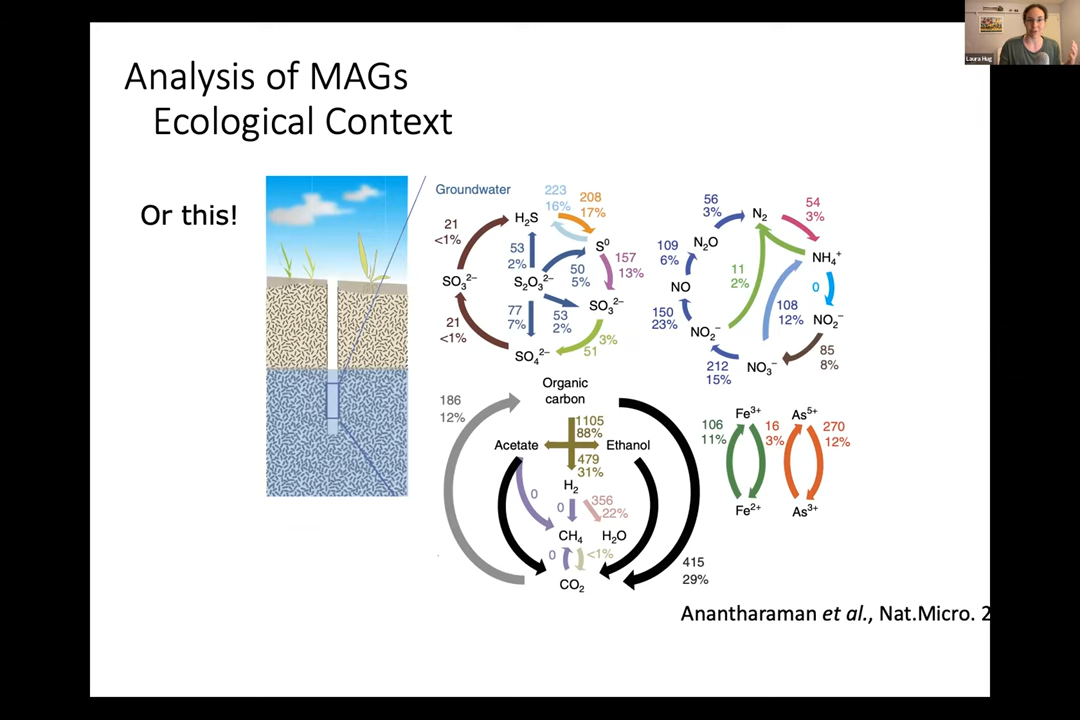 Laura Hug
Analysis of MAGs
Ecological Context
Or this!
Groundwater
223
16%
208
17%
H₂S
S⁰
21
<1%
53
2%
50
5%
157
13%
SO₃²⁻
S₂O₃²⁻
SO₃²⁻
77
7%
53
2%
21
<1%
3%
51
SO₄²⁻
56
3%
N₂
54
3%
N₂O
NH₄⁺
109
6%
11
2%
0
NO
108
12%
150
23%
NO₂⁻
NO₂⁻
212
15%
NO₃⁻
85
8%
Organic
carbon
186
12%
1105
88%
Acetate
Ethanol
479
31%
H₂
0
0
356
22%
CH₄
H₂O
0
<1%
CO₂
415
29%
Fe³⁺
As⁵⁺
106
11%
16
3%
270
12%
Fe²⁺
As³⁺
Anantharaman et al., Nat.Micro. 2